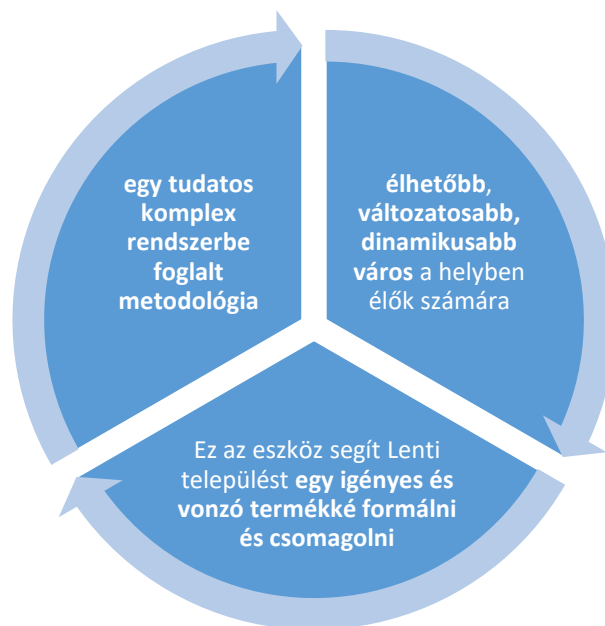 egy tudatos
komplex
rendszerbe
foglalt
metodológia
élhetőbb,
változatosabb,
dinamikusabb
város a helyben
élők számára
Ez az eszköz segít Lenti
települést egy igényes és
vonzó termékké formálni
és csomagolni